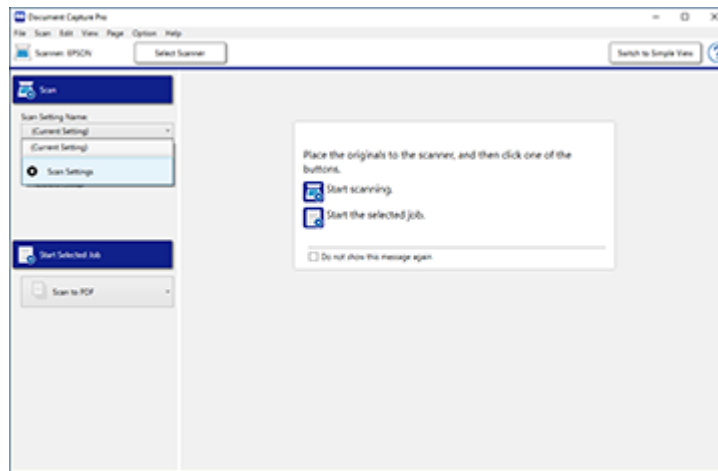 Document Capture Pro
File Scan Edit View Page Option Help
Scanner: EPSON
Select Scanner
Switch to Simple View
?
Scan
Scan Setting Name:
(Current Setting)
(Current Setting)
Scan Settings
Place the originals to the scanner, and then click one of the
buttons.
Start scanning.
Start the selected job.
Do not show this message again.
Start Selected Job
Scan to PDF